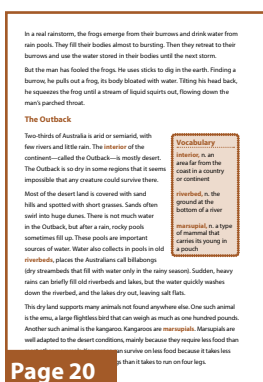 In a real rainstorm, the frogs emerge from their burrows and drink water from
rain pools. They fill their bodies almost to bursting. Then they retreat to their
burrows and use the water stored in their bodies until the next storm.
But the man has fooled the frogs. He uses sticks to dig in the earth. Finding a
burrow, he pulls out a frog, its body bloated with water. Tilting his head back,
he squeezes the frog until a stream of liquid squirts out, flowing down the
man's parched throat.
The Outback
Two-thirds of Australia is arid or semiarid, with
few rivers and little rain. The interior of the
continent—called the Outback—is mostly desert.
The Outback is so dry in some regions that it seems
impossible that any creature could survive there.
Most of the desert land is covered with sand
hills and spotted with short grasses. Sands often
swirl into huge dunes. There is not much water
in the Outback, but after a rain, rocky pools
sometimes fill up. These pools are important
sources of water. Water also collects in pools in old
riverbeds, places the Australians call billabongs
(dry streambeds that fill with water only in the rainy season). Sudden, heavy
rains can briefly fill old riverbeds and lakes, but the water quickly washes
down the riverbed, and the lakes dry out, leaving salt flats.
Vocabulary
interior, n. an
area far from the
coast in a country
or continent
riverbed, n. the
ground at the
bottom of a river
marsupial, n. a type
of mammal that
carries its young in
a pouch
This dry land supports many animals not found anywhere else. One such animal
is the emu, a large flightless bird that can weigh as much as one hundred pounds.
Another such animal is the kangaroo. Kangaroos are marsupials. Marsupials are
well adapted to the desert conditions, mainly because they require less food than
can survive on less food because it takes less
than it takes to run on four legs.
Page 20